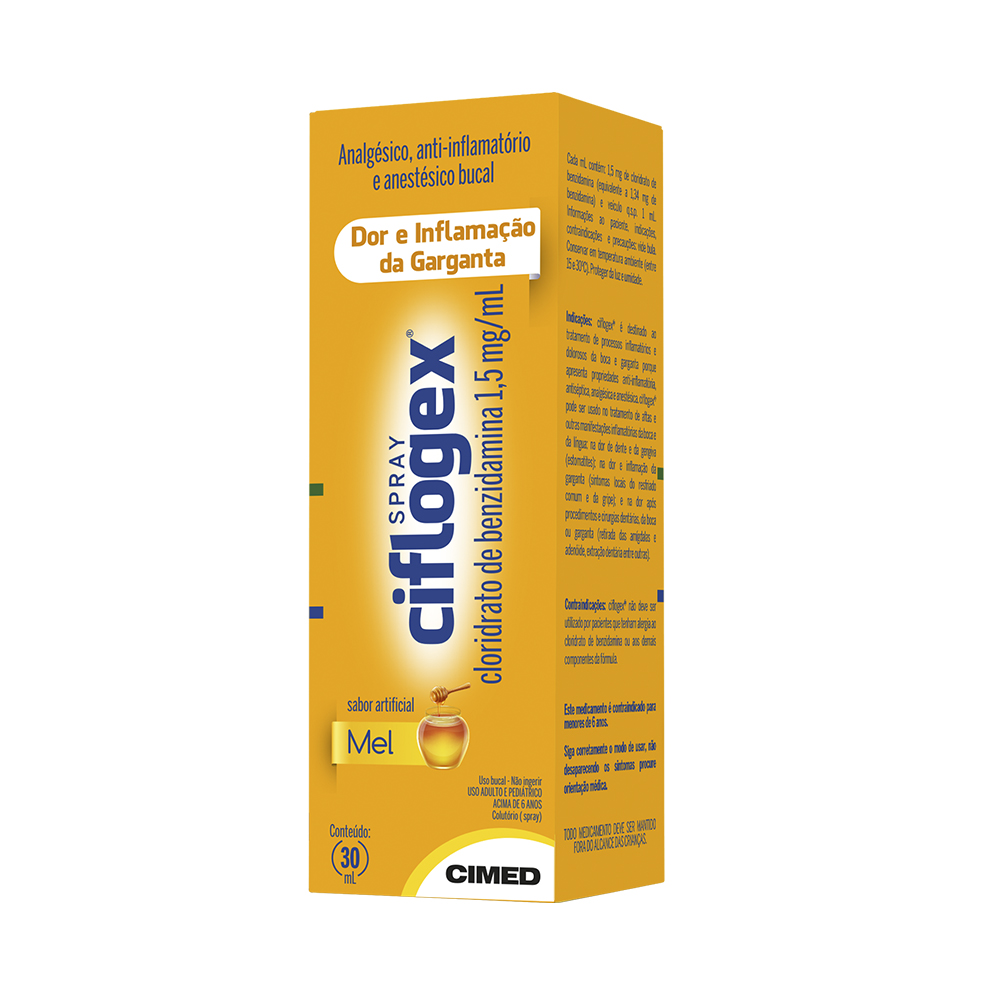 Analgésico, anti-inflamatório
e anestésico bucal
Dor e Inflamação
da Garganta
SPRAY
ciflogex®
cloridrato de benzidamina 1,5 mg/mL
sabor artificial
Mel
Uso bucal - Não ingerir
USO ADULTO E PEDIÁTRICO
ACIMA DE 6 ANOS
Colutório ( spray)
Conteúdo:
30
mL
CIMED
Cada mL contém: 1,5 mg de cloridrato de
benzidamina (equivalente a 1,34 mg de
benzidamina) e veículo q.s.p. 1 mL.
Informações ao paciente, indicações,
contraindicações e precauções: vide bula.
Conservar em temperatura ambiente (entre
15 e 30ºC). Proteger da luz e umidade.
Indicações: ciflogex® é destinado ao
tratamento de processos inflamatórios e
dolorosos da boca e garganta porque
apresenta propriedades anti-inflamatória,
antisséptica, analgésica e anestésica. ciflogex®
pode ser usado no tratamento de aftas e
outras manifestações inflamatórias da boca e
da língua; na dor de dente e da gengiva
(estomatites); na dor e inflamação da
garganta (sintomas locais do resfriado
comum e da gripe); e na dor após
procedimentos e cirurgias dentárias, da boca
ou garganta (retirada das amígdalas e
adenoide, extração dentária entre outras).
Contraindicações: ciflogex® não deve ser
utilizado por pacientes que tenham alergia ao
cloridrato de benzidamina ou aos demais
componentes da fórmula.
Este medicamento é contraindicado para
menores de 6 anos.
Siga corretamente o modo de usar, não
desaparecendo os sintomas procure
orientação médica.
TODO MEDICAMENTO DEVE SER MANTIDO
FORA DO ALCANCE DAS CRIANÇAS.